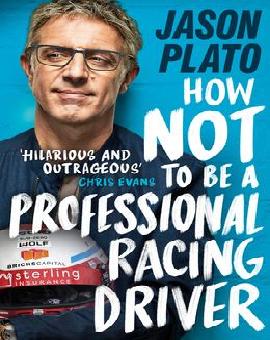 JASON
PLATO
HOW
NOT
TO BE A
PROFESSIONAL
RACING
DRIVER
'HILARIOUS AND
OUTRAGEOUS'
CHRIS EVANS
WOLF
sterling
INSURANCE